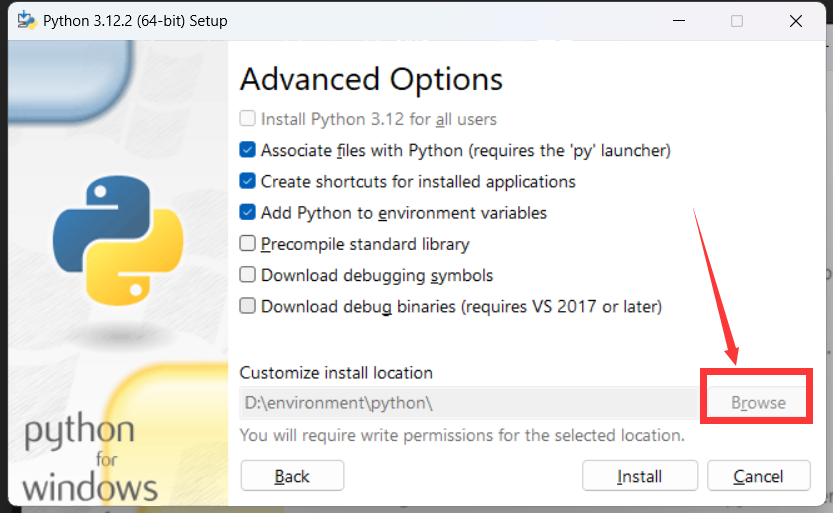 Python 3.12.2 (64-bit) Setup
Advanced Options
Install Python 3.12 for all users
Associate files with Python (requires the 'py' launcher)
Create shortcuts for installed applications
Add Python to environment variables
Precompile standard library
Download debugging symbols
Download debug binaries (requires VS 2017 or later)
Customize install location
D:\environment\python\
Browse
You will require write permissions for the selected location.
python
for
windows
Back
Install
Cancel